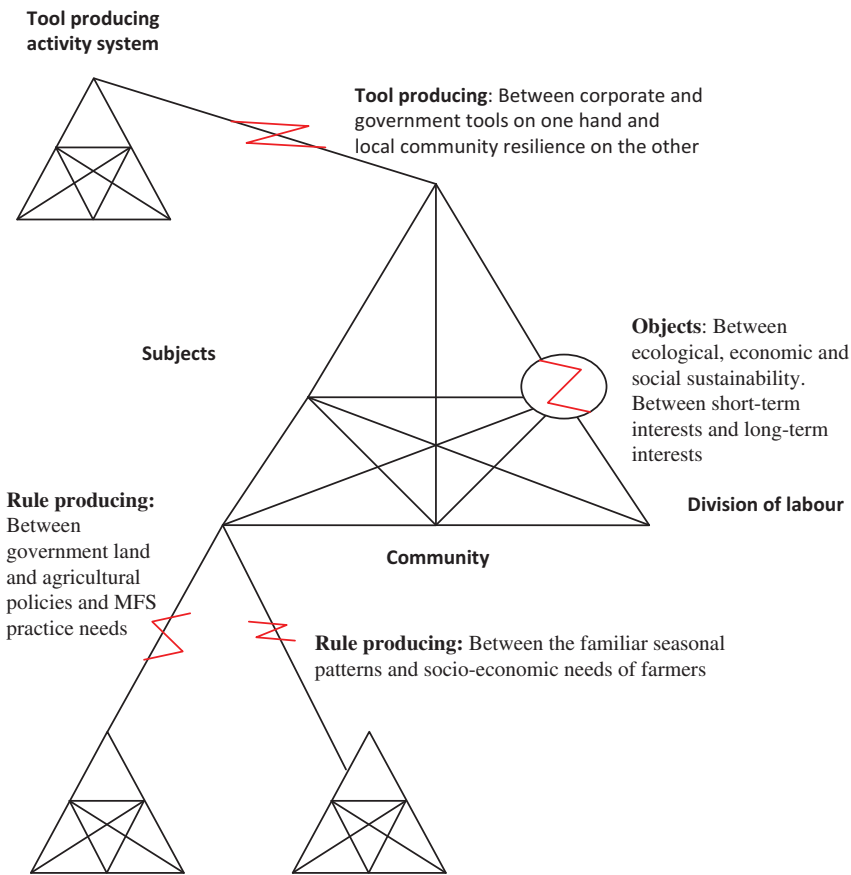 Tool producing
activity system
Tool producing: Between corporate and
government tools on one hand and
local community resilience on the other
Subjects
Objects: Between
ecological, economic and
social sustainability.
Between short-term
interests and long-term
interests
Rule producing:
Between
government land
and agricultural
policies and MFS
practice needs
Division of labour
Community
Rule producing: Between the familiar seasonal
patterns and socio-economic needs of farmers